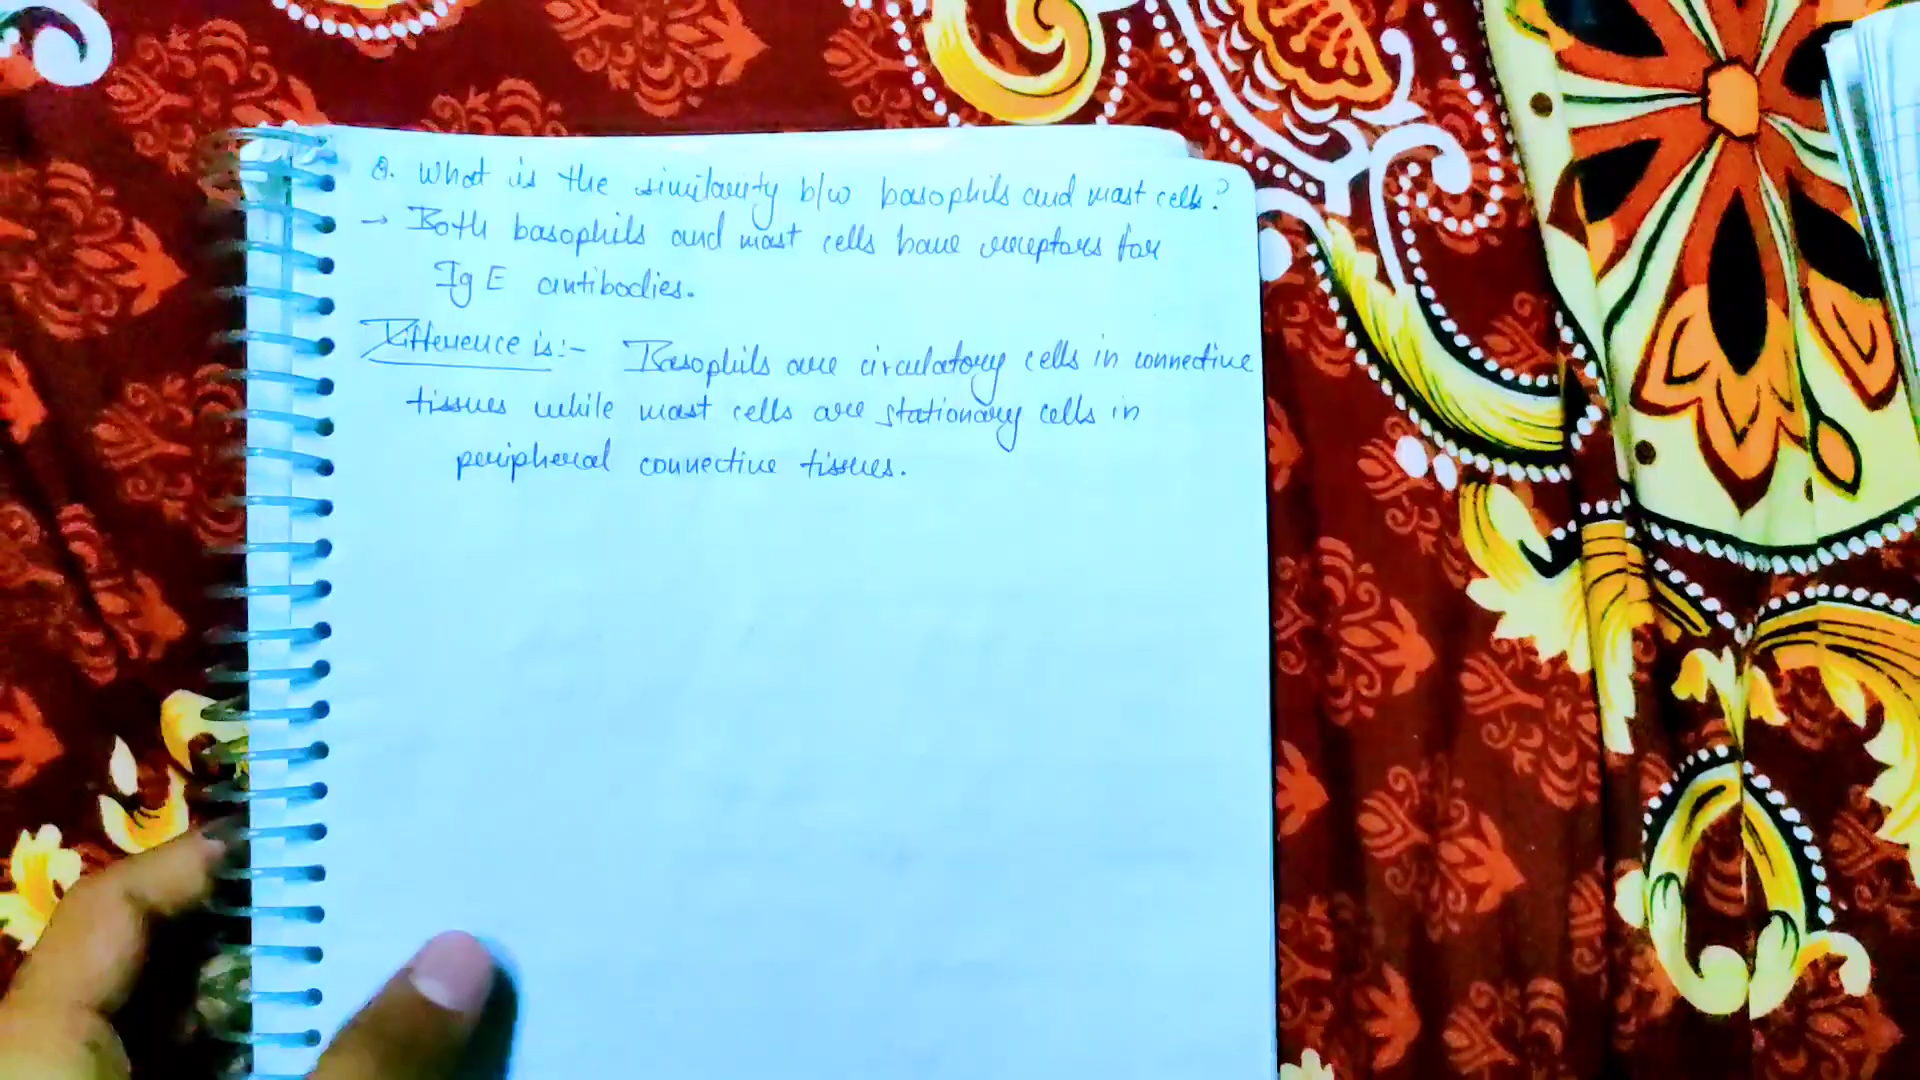 Q. What is the similarity b/w basophils and mast cells?
→ Both basophils and mast cells have receptors for
Ig E antibodies.
Difference is:- Basophils are circulatory cells in connective
tissues while mast cells are stationary cells in
peripheral connective tissues.